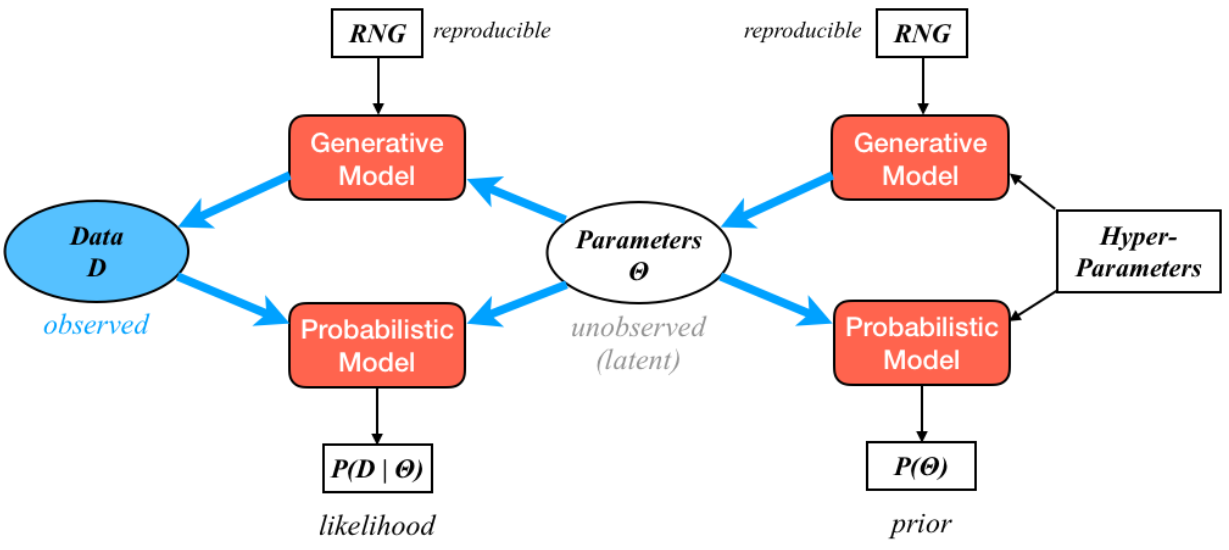 RNG
reproducible
reproducible
RNG
Generative
Model
Generative
Model
Data
D
observed
Parameters
Θ
unobserved
(latent)
Hyper-
Parameters
Probabilistic
Model
Probabilistic
Model
P(D | Θ)
likelihood
P(Θ)
prior